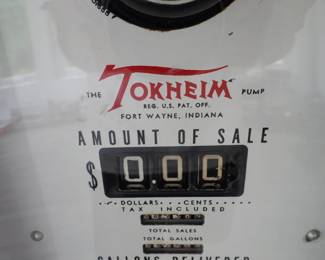 THE TOKHEIM PUMP
REG. U.S. PAT. OFF.
FORT WAYNE, INDIANA
AMOUNT OF SALE
$ 0.00
... DOLLARS .. CENTS .....
TAX INCLUDED
TOTAL SALES
TOTAL GALLONS
GALLONS DELIVERED